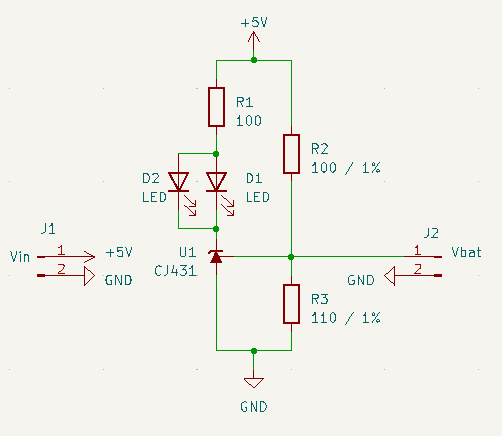 +5V
R1
100
R2
100 / 1%
D2
LED
D1
LED
J1
Vin
1
2
+5V
GND
U1
CJ431
J2
1
2
Vbat
GND
R3
110 / 1%
GND